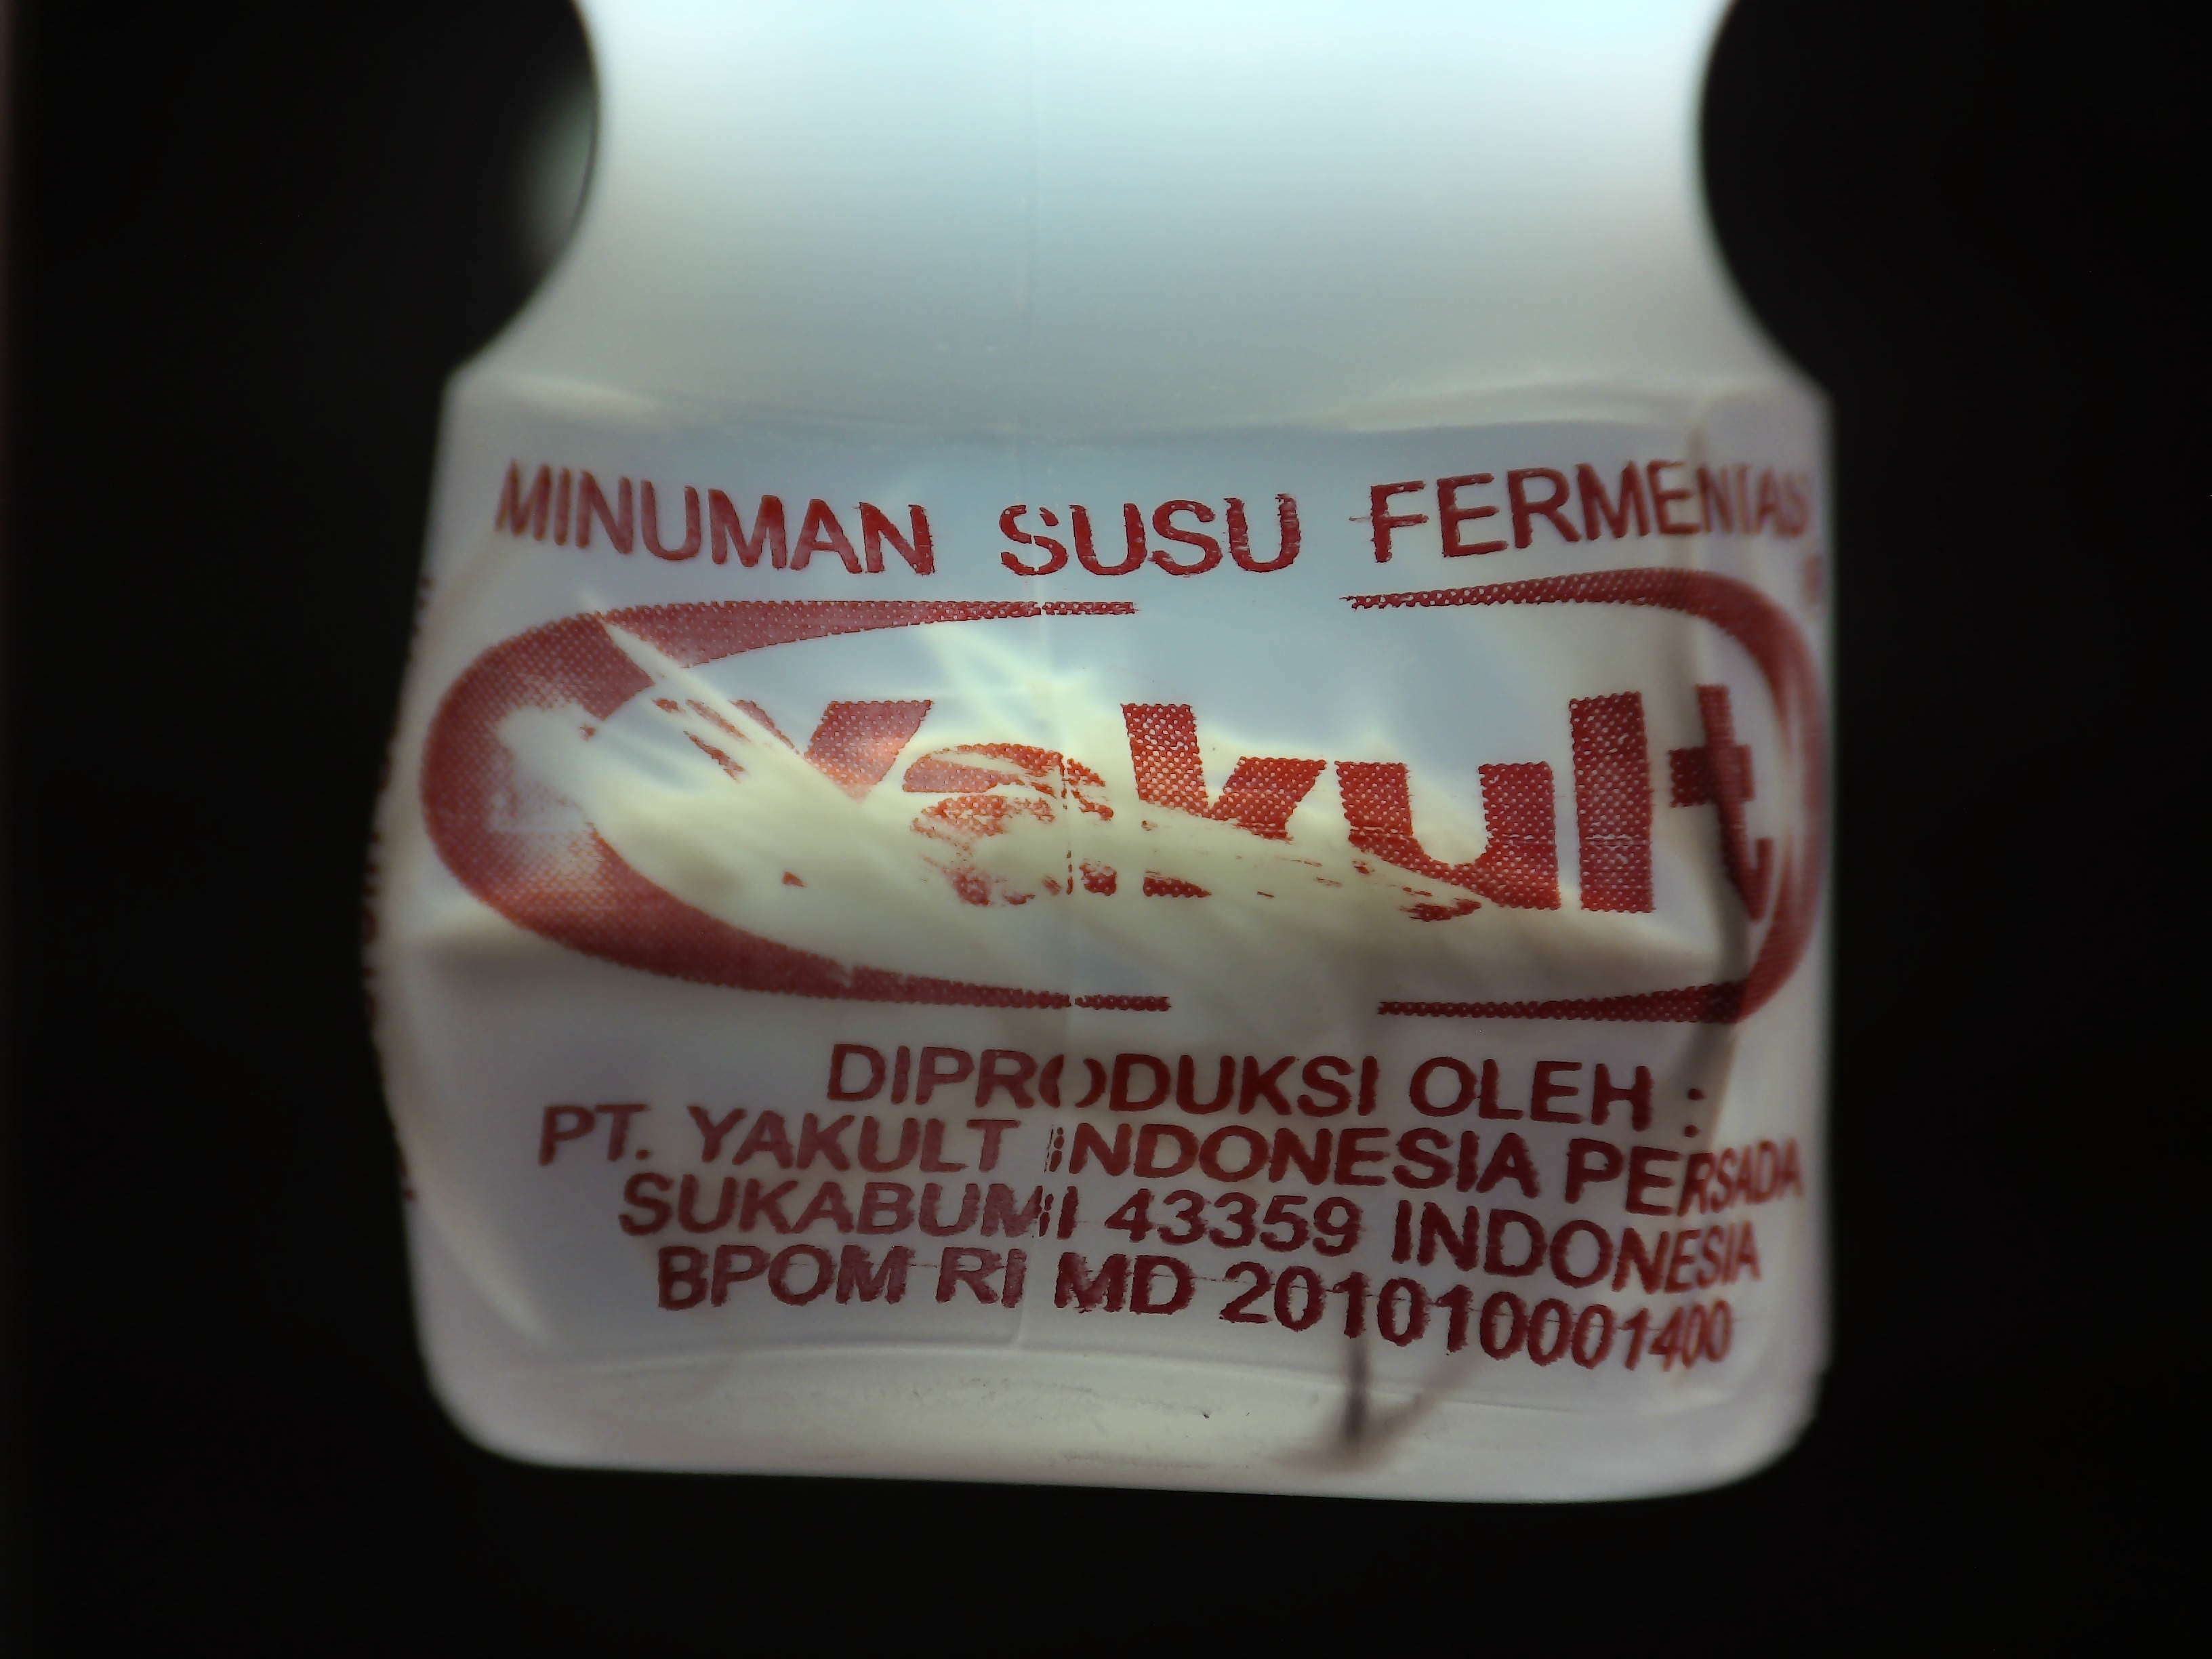 MINUMAN SUSU FERMENTASI
Yakult
DIPRODUKSI OLEH :
PT. YAKULT INDONESIA PERSADA
SUKABUMI 43359 INDONESIA
BPOM RI MD 201010001400